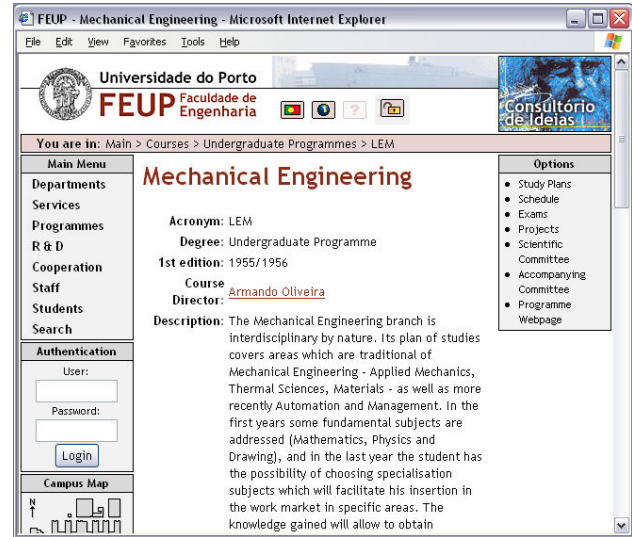 FEUP - Mechanical Engineering - Microsoft Internet Explorer
File Edit View Favorites Tools Help
Universidade do Porto
FEUP Faculdade de Engenharia
?
Consultório de Ideias
You are in: Main > Courses > Undergraduate Programmes > LEM
Main Menu
Departments
Services
Programmes
R & D
Cooperation
Staff
Students
Search
Authentication
User:
Password:
Login
Campus Map
N
Mechanical Engineering
Acronym: LEM
Degree: Undergraduate Programme
1st edition: 1955/1956
Course Director: Armando Oliveira
Description: The Mechanical Engineering branch is
interdisciplinary by nature. Its plan of studies
covers areas which are traditional of
Mechanical Engineering - Applied Mechanics,
Thermal Sciences, Materials - as well as more
recently Automation and Management. In the
first years some fundamental subjects are
addressed (Mathematics, Physics and
Drawing), and in the last year the student has
the possibility of choosing specialisation
subjects which will facilitate his insertion in
the work market in specific areas. The
knowledge gained will allow to obtain
Options
Study Plans
Schedule
Exams
Projects
Scientific
Committee
Accompanying
Committee
Programme
Webpage